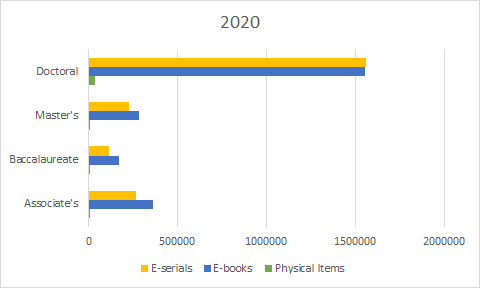 2020
Doctoral
Master's
Baccalaureate
Associate's
0 500000 1000000 1500000 2000000
E-serials E-books Physical Items